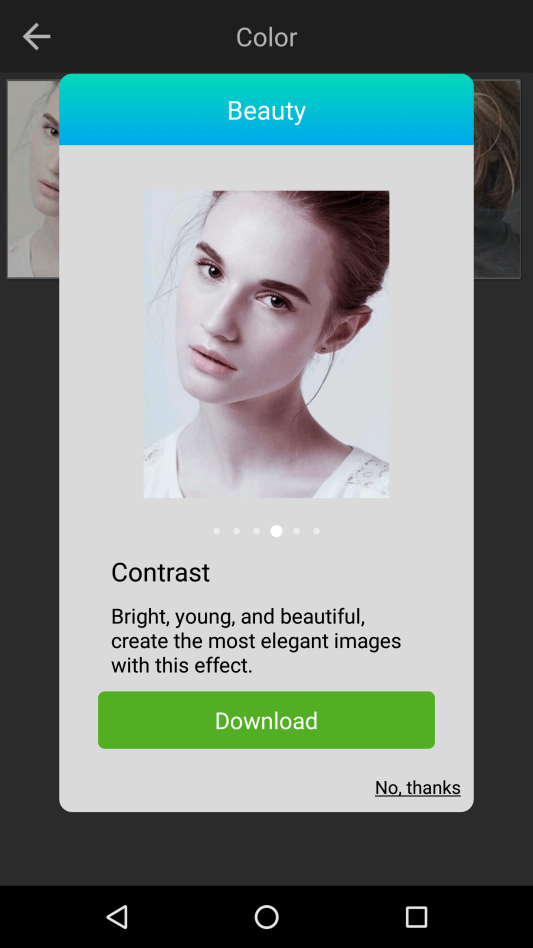 Color
Beauty
Contrast
Bright, young, and beautiful,
create the most elegant images
with this effect.
Download
No, thanks